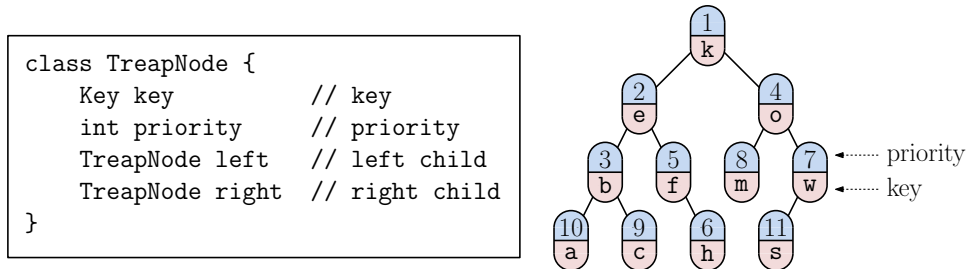 class TreapNode {
Key key // key
int priority // priority
TreapNode left // left child
TreapNode right // right child
}
1
k
2
e
4
o
3
b
5
f
8
m
7
w
priority
key
10
a
9
c
6
h
11
s